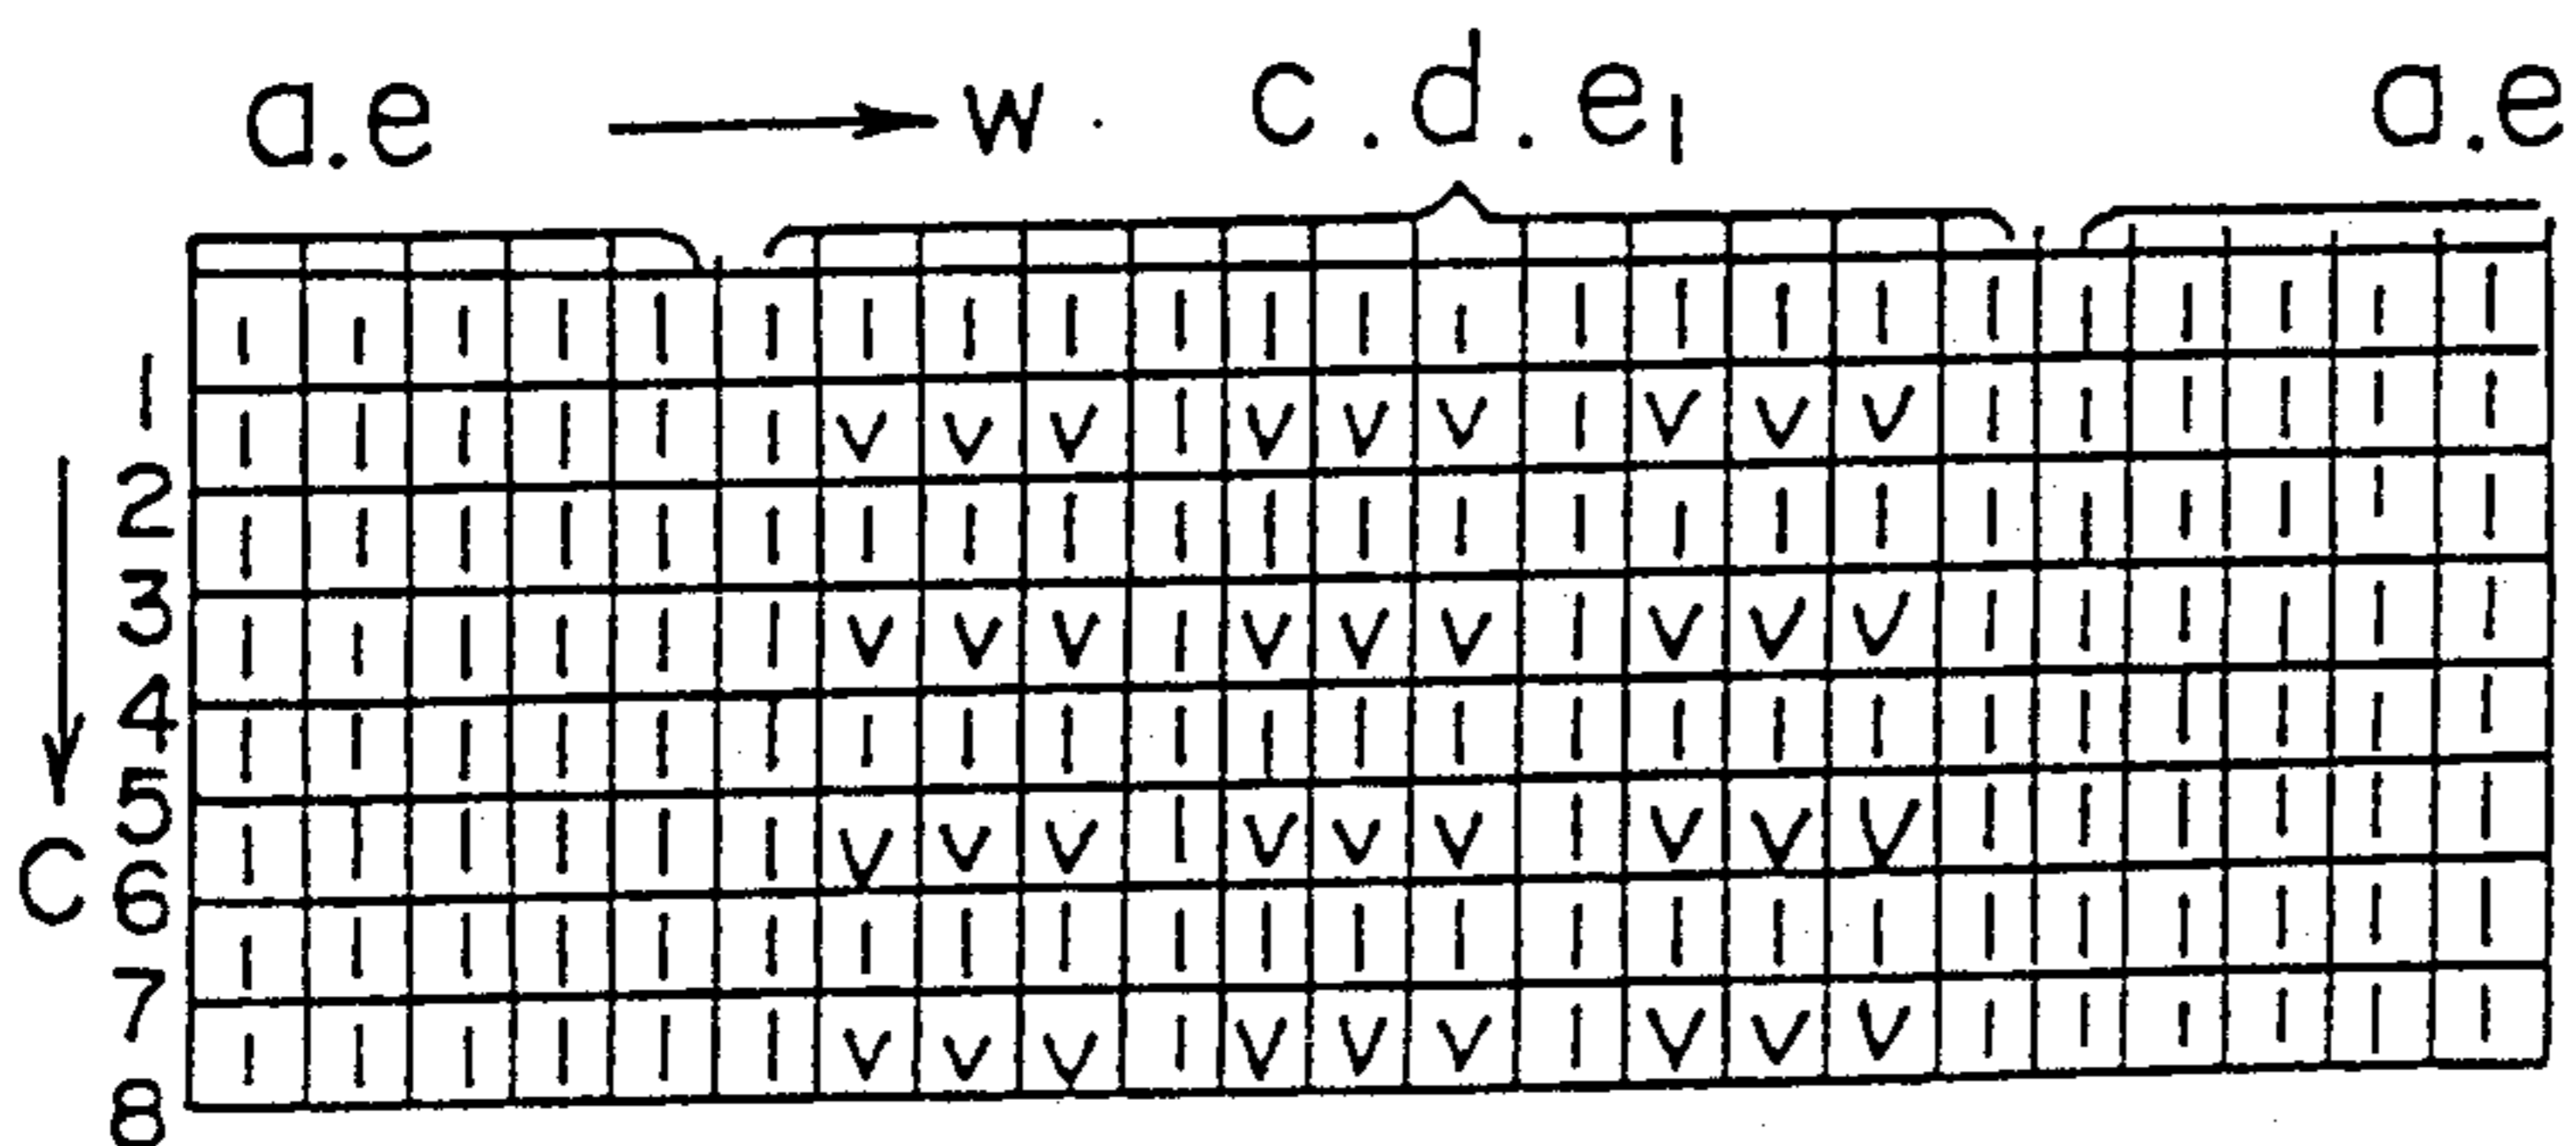 a.e → w. c.d.e₁ a.e
| | | | | | | | | | | | | | | | | | | | | | |
1
| | | | | | V V V | V V V | V V V | | | | | |
2
| | | | | | | | | | | | | | | | | | | | | | |
3
| | | | | | V V V | V V V | V V V | | | | | |
4
| | | | | | | | | | | | | | | | | | | | | | |
5
| | | | | | V V V | V V V | V V V | | | | | |
C 6
| | | | | | | | | | | | | | | | | | | | | | |
7
| | | | | | V V V | V V V | V V V | | | | | |
8